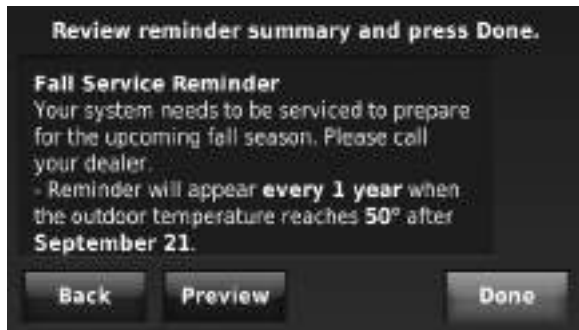 Review reminder summary and press Done.
Fall Service Reminder
Your system needs to be serviced to prepare
for the upcoming fall season. Please call
your dealer.
- Reminder will appear every 1 year when
the outdoor temperature reaches 50° after
September 21.
Back Preview Done